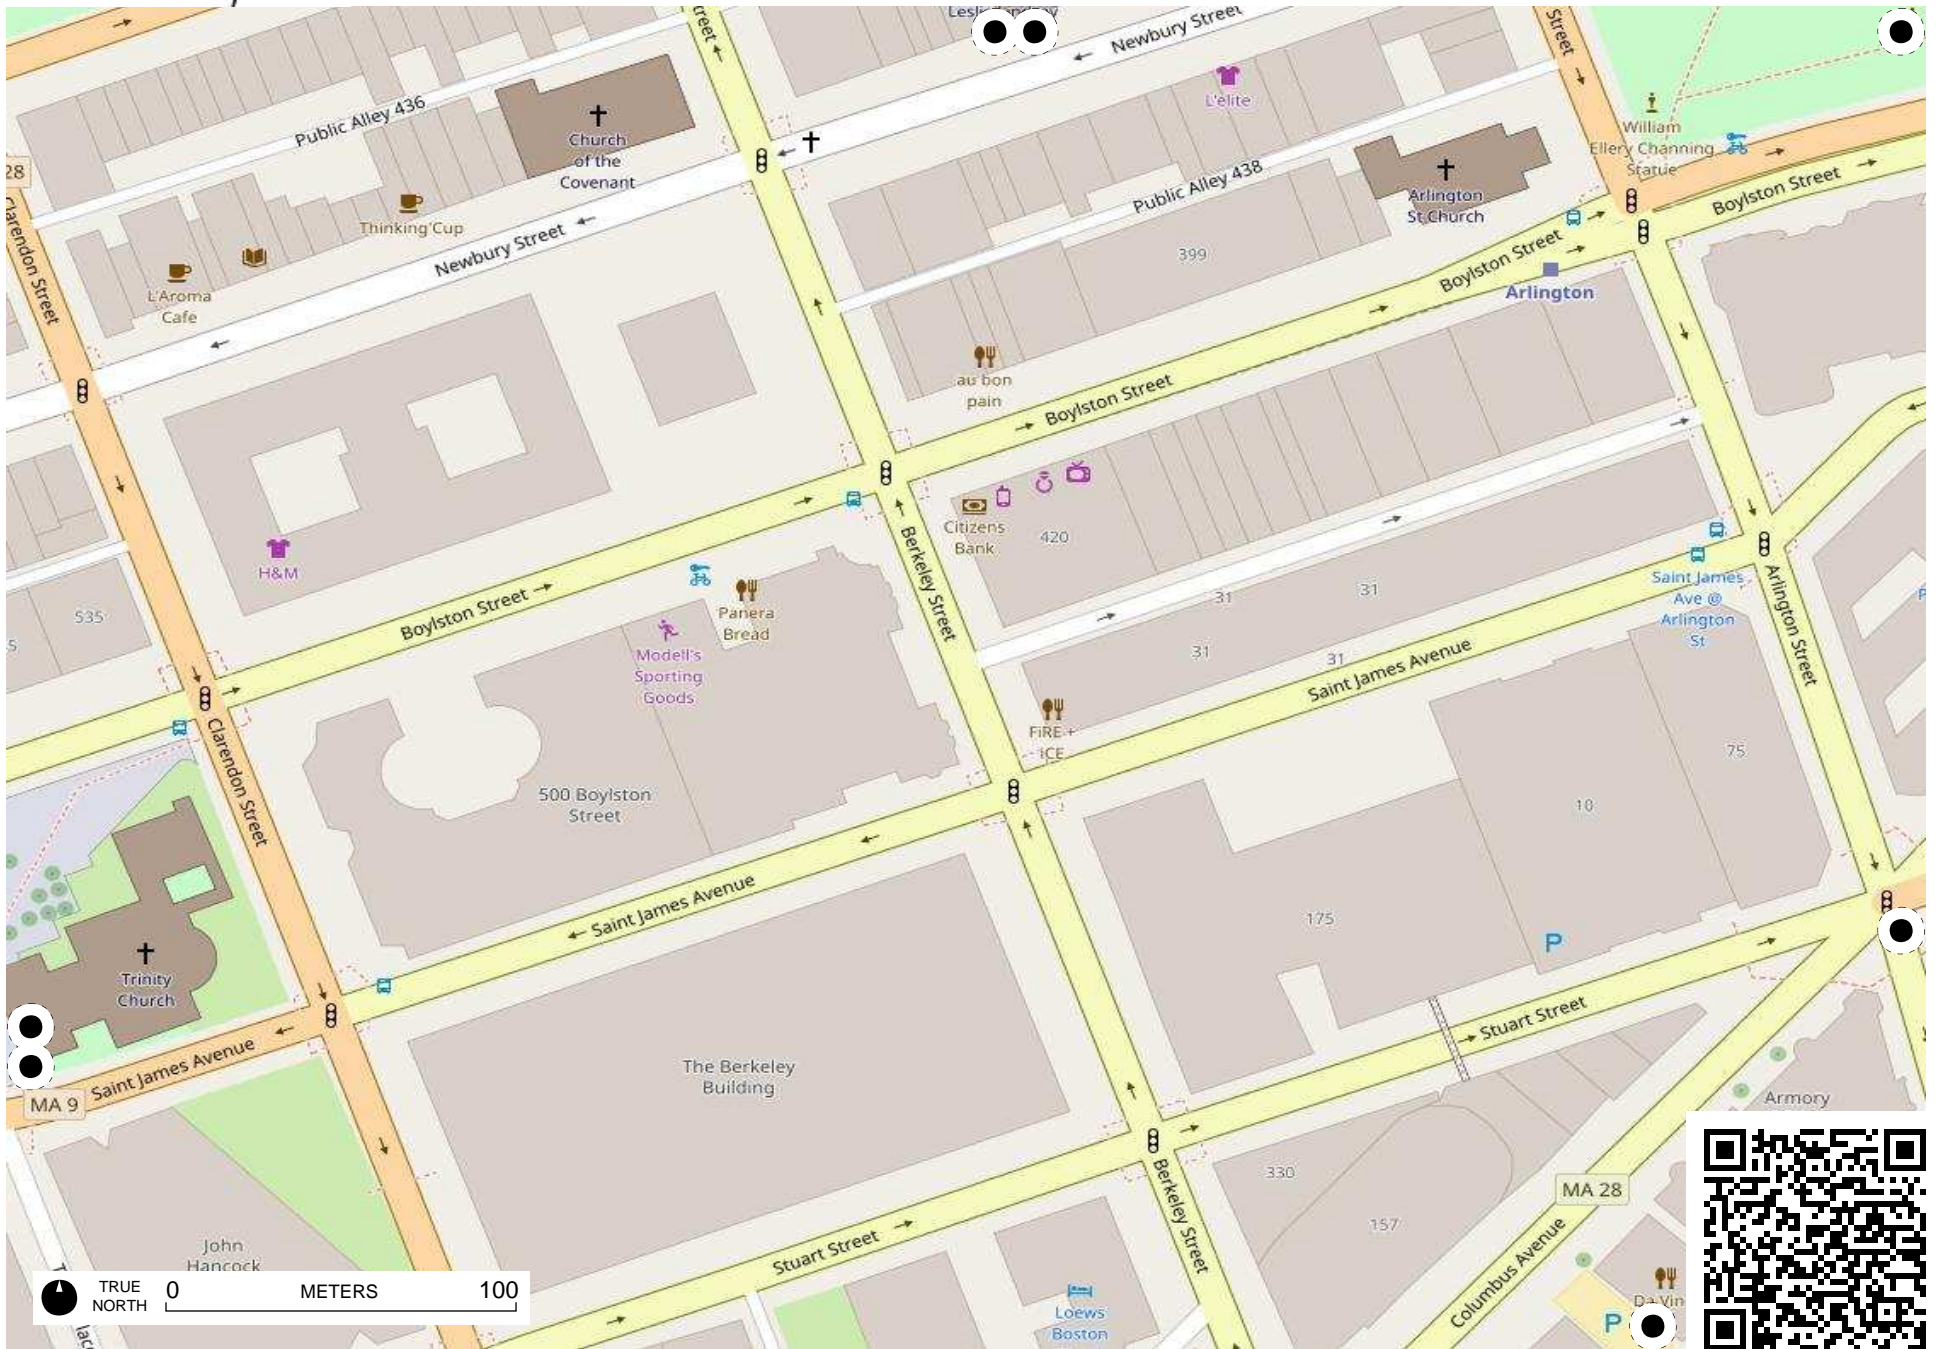 Newbury Street
Street
Public Alley 436
L'elite
Church
of the
Covenant
William
Ellery Channing
Statue
28
Thinking Cup
Public Alley 438
Arlington
St Church
Boylston Street
Clarendon Street
Newbury Street
399
Boylston Street
L'Aroma
Cafe
Arlington
au bon
pain
Boylston Street
Citizens
Bank
420
H&M
Berkeley Street
Saint James
Ave @
Arlington
St
Arlington Street
535
Boylston Street
Panera
Bread
31
31
31
31
Modell's
Sporting
Goods
Saint James Avenue
FiRE +
iCE
Clarendon Street
75
500 Boylston
Street
10
Saint James Avenue
175
P
Trinity
Church
Stuart Street
Saint James Avenue
The Berkeley
Building
MA 9
Armory
330
MA 28
157
Berkeley Street
John
Hancock
Stuart Street
Columbus Avenue
TRUE
NORTH
0 METERS 100
Loews
Boston
P